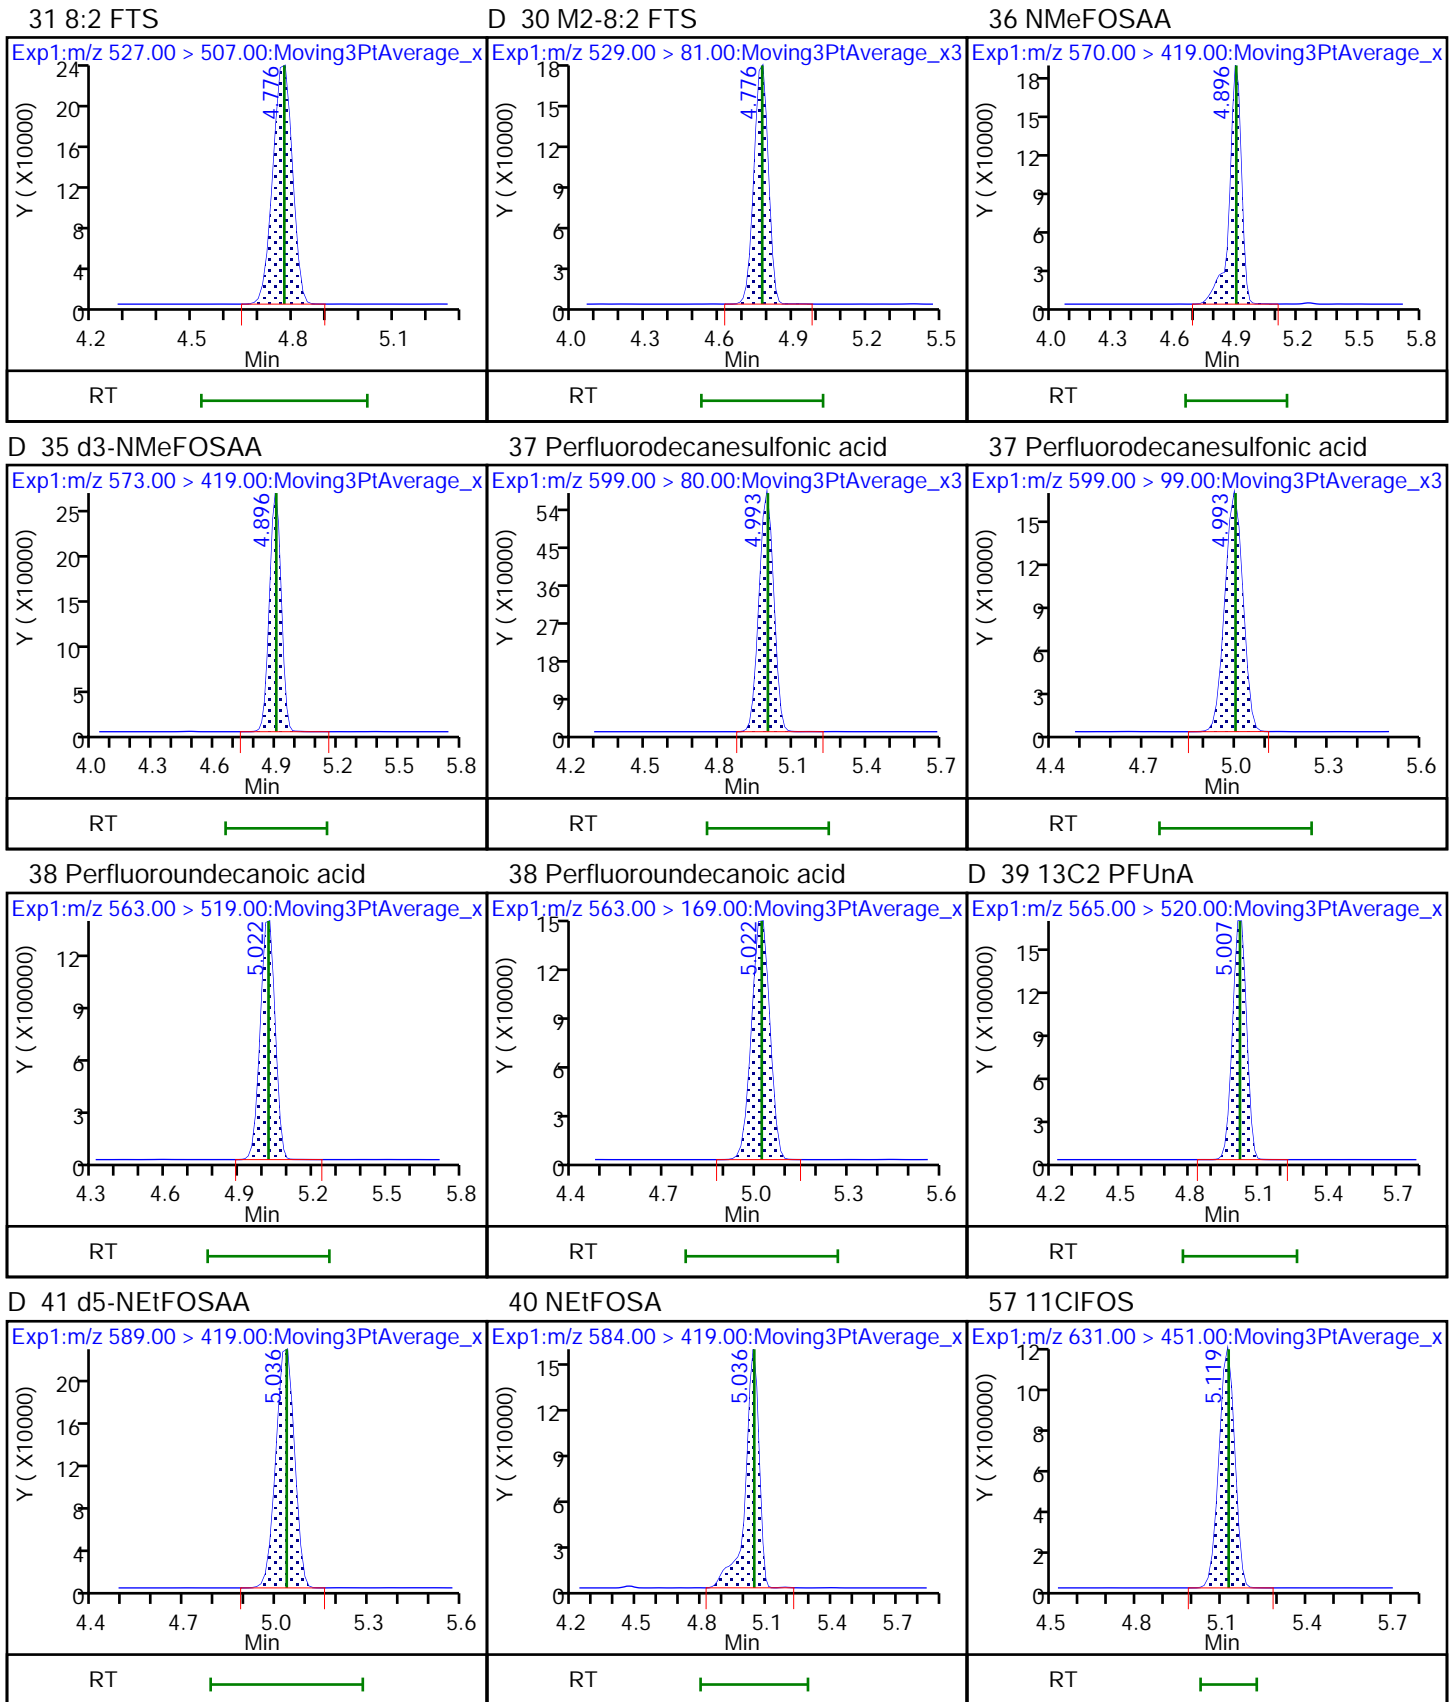 31 8:2 FTS
Exp1:m/z 527.00 > 507.00:Moving3PtAverage_x
Y ( X10000)
24
20
16
12
8
4
0
4.776
4.2 4.5 4.8 5.1
Min
RT
D 30 M2-8:2 FTS
Exp1:m/z 529.00 > 81.00:Moving3PtAverage_x3
Y ( X10000)
18
15
12
9
6
3
0
4.776
4.0 4.3 4.6 4.9 5.2 5.5
Min
RT
36 NMeFOSAA
Exp1:m/z 570.00 > 419.00:Moving3PtAverage_x
Y ( X10000)
18
15
12
9
6
3
0
4.896
4.0 4.3 4.6 4.9 5.2 5.5 5.8
Min
RT
D 35 d3-NMeFOSAA
Exp1:m/z 573.00 > 419.00:Moving3PtAverage_x
Y ( X10000)
25
20
15
10
5
0
4.896
4.0 4.3 4.6 4.9 5.2 5.5 5.8
Min
RT
37 Perfluorodecanesulfonic acid
Exp1:m/z 599.00 > 80.00:Moving3PtAverage_x3
Y ( X10000)
54
45
36
27
18
9
0
4.993
4.2 4.5 4.8 5.1 5.4 5.7
Min
RT
37 Perfluorodecanesulfonic acid
Exp1:m/z 599.00 > 99.00:Moving3PtAverage_x3
Y ( X10000)
15
12
9
6
3
0
4.993
4.4 4.7 5.0 5.3 5.6
Min
RT
38 Perfluoroundecanoic acid
Exp1:m/z 563.00 > 519.00:Moving3PtAverage_x
Y ( X100000)
12
9
6
3
0
5.022
4.3 4.6 4.9 5.2 5.5 5.8
Min
RT
38 Perfluoroundecanoic acid
Exp1:m/z 563.00 > 169.00:Moving3PtAverage_x
Y ( X10000)
15
12
9
6
3
0
5.022
4.4 4.7 5.0 5.3 5.6
Min
RT
D 39 13C2 PFUnA
Exp1:m/z 565.00 > 520.00:Moving3PtAverage_x
Y ( X100000)
15
12
9
6
3
0
5.007
4.2 4.5 4.8 5.1 5.4 5.7
Min
RT
D 41 d5-NEtFOSAA
Exp1:m/z 589.00 > 419.00:Moving3PtAverage_x
Y ( X10000)
20
16
12
8
4
0
5.036
4.4 4.7 5.0 5.3 5.6
Min
RT
40 NEtFOSA
Exp1:m/z 584.00 > 419.00:Moving3PtAverage_x
Y ( X10000)
15
12
9
6
3
0
5.036
4.2 4.5 4.8 5.1 5.4 5.7
Min
RT
57 11ClFOS
Exp1:m/z 631.00 > 451.00:Moving3PtAverage_x
Y ( X100000)
12
10
8
6
4
2
0
5.119
4.5 4.8 5.1 5.4 5.7
Min
RT